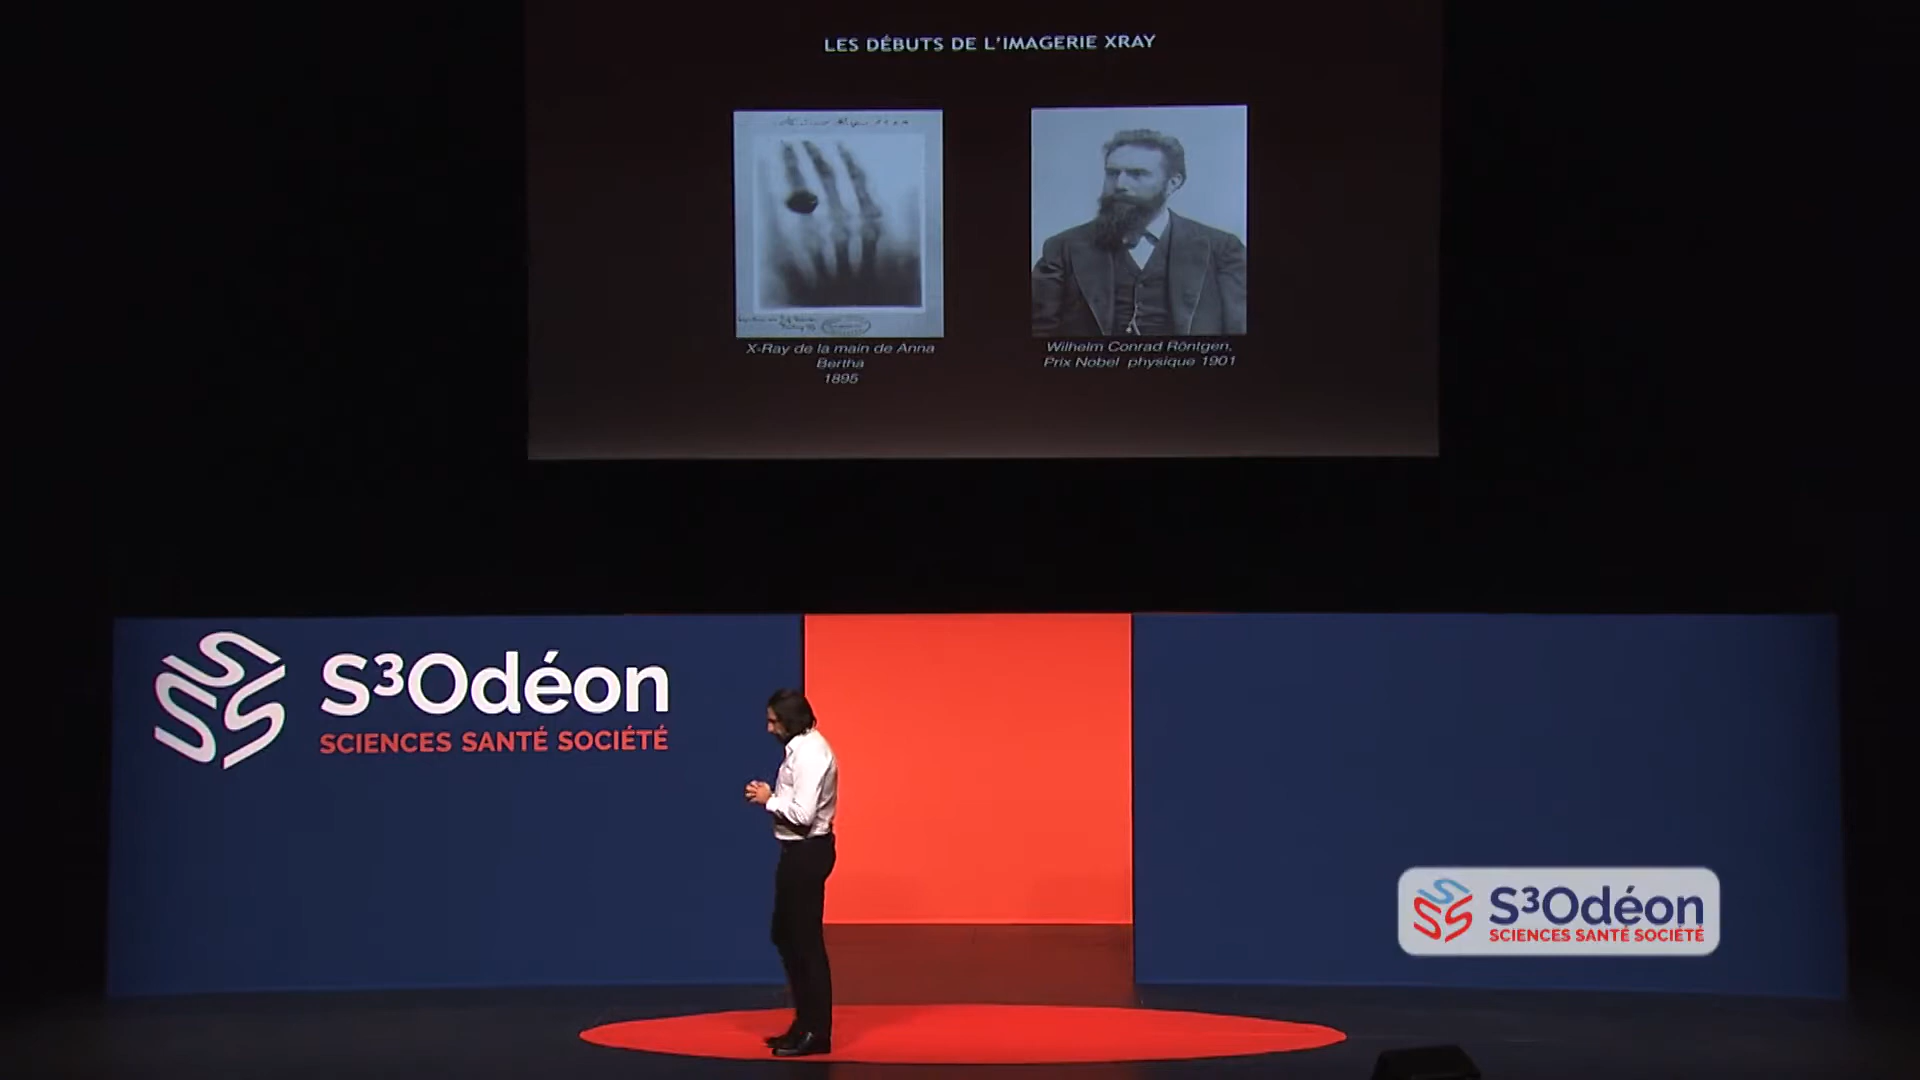 LES DÉBUTS DE L'IMAGERIE XRAY
X-Ray de la main de Anna
Bertha
1895
Wilhelm Conrad Röntgen,
Prix Nobel physique 1901
S³Odéon
SCIENCES SANTÉ SOCIÉTÉ
S³Odéon
SCIENCES SANTÉ SOCIÉTÉ